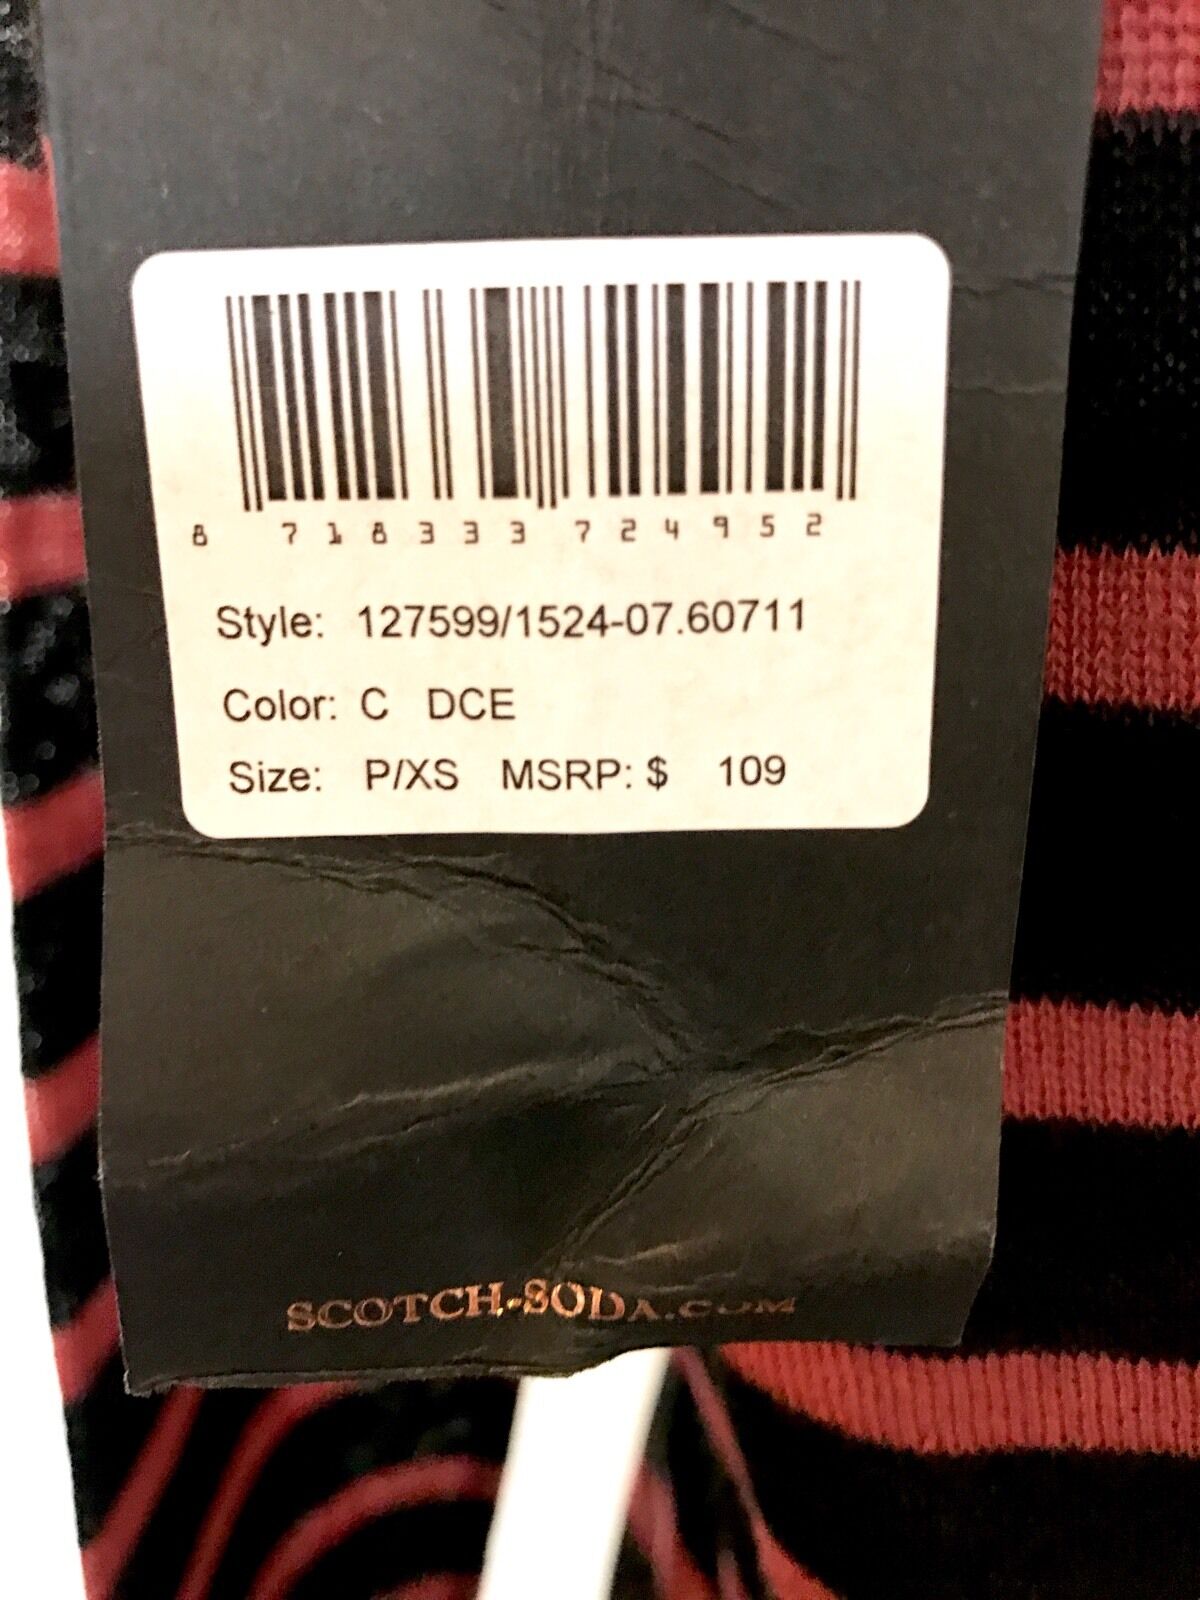 8 718333 724952
Style: 127599/1524-07.60711
Color: C DCE
Size: P/XS MSRP: $ 109
SCOTCH-SODA.COM